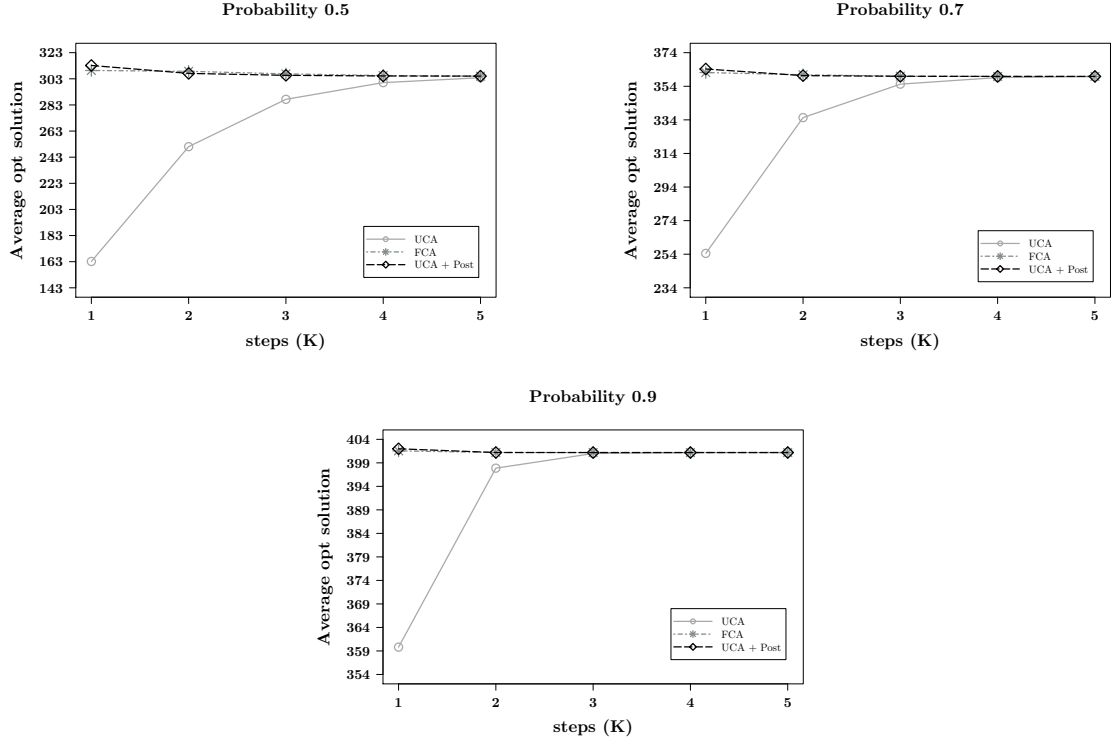 Probability 0.5
Average opt solution
323
303
283
263
243
223
203
183
163
143
UCA
FCA
UCA + Post
1 2 3 4 5
steps (K)
Probability 0.7
Average opt solution
374
354
334
314
294
274
254
234
UCA
FCA
UCA + Post
1 2 3 4 5
steps (K)
Probability 0.9
Average opt solution
404
399
394
389
384
379
374
369
364
359
354
UCA
FCA
UCA + Post
1 2 3 4 5
steps (K)